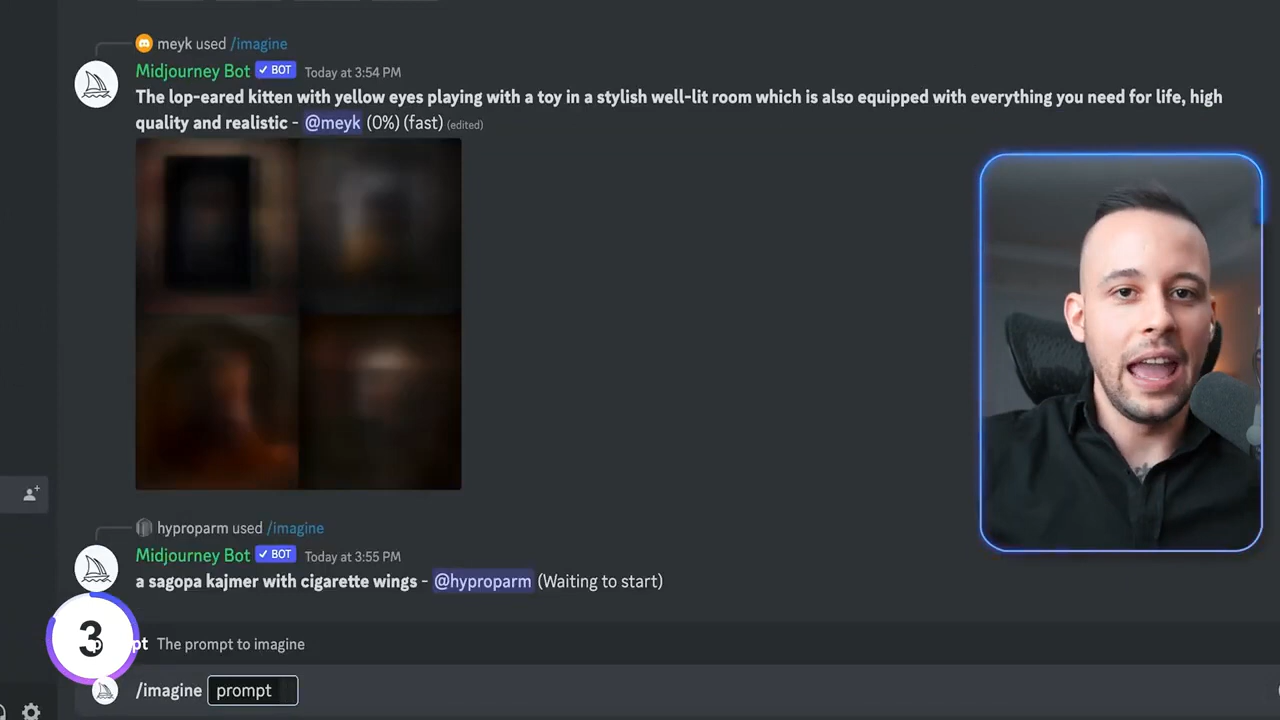 meyk used /imagine
Midjourney Bot ✓ BOT Today at 3:54 PM
The lop-eared kitten with yellow eyes playing with a toy in a stylish well-lit room which is also equipped with everything you need for life, high
quality and realistic - @meyk (0%) (fast) (edited)
hyproparm used /imagine
Midjourney Bot ✓ BOT Today at 3:55 PM
a sagopa kajmer with cigarette wings - @hyproparm (Waiting to start)
3
pt The prompt to imagine
/imagine prompt